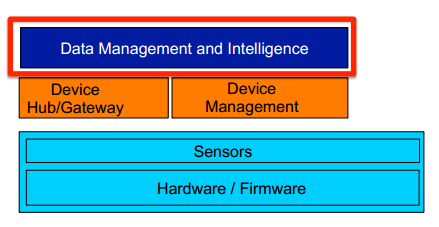 Data Management and Intelligence
Device
Hub/Gateway
Device
Management
Sensors
Hardware / Firmware